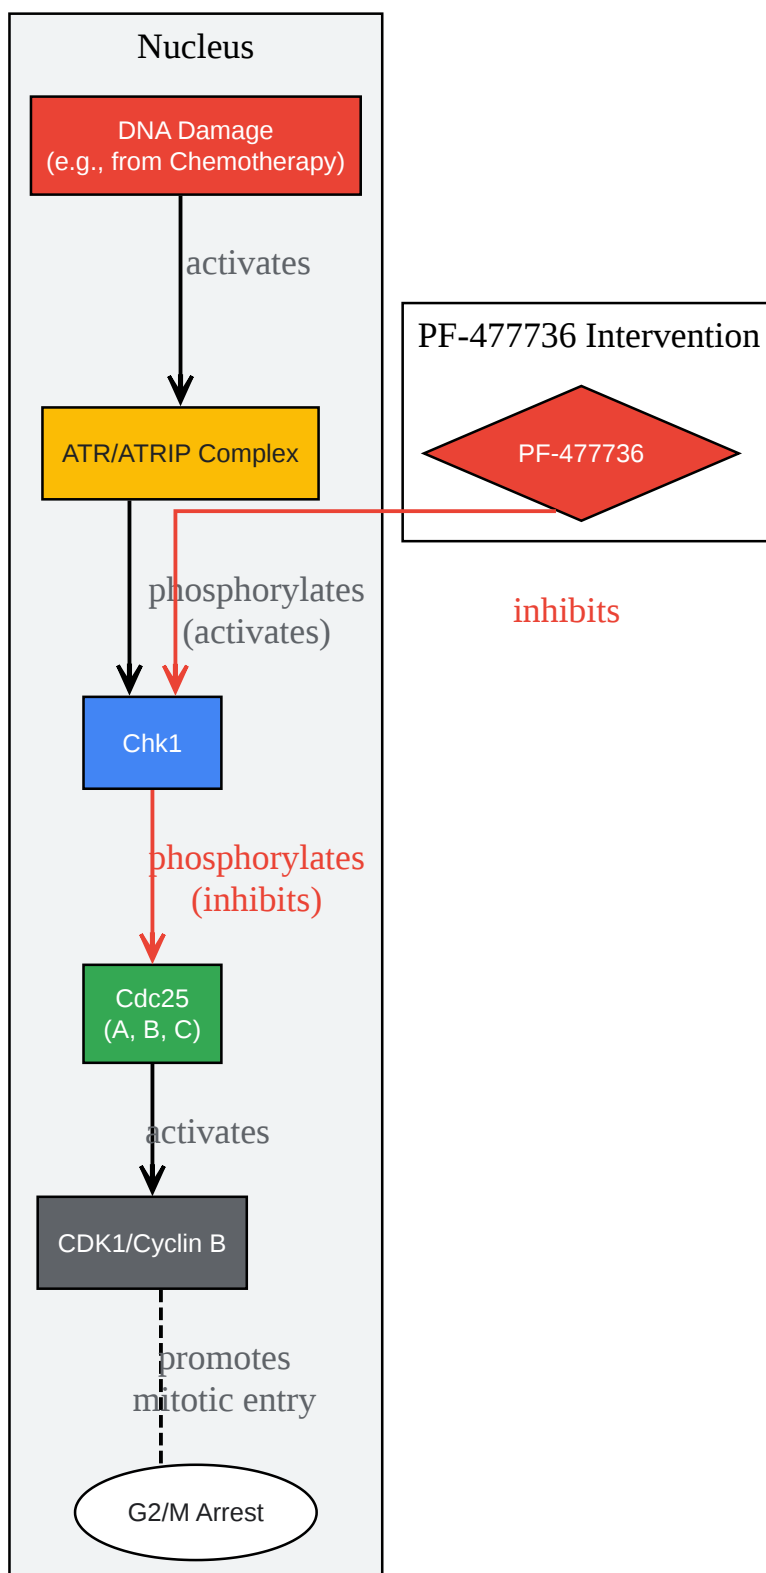 Nucleus
DNA Damage
(e.g., from Chemotherapy)
activates
PF-477736 Intervention
PF-477736
ATR/ATRIP Complex
phosphorylates
(activates)
inhibits
Chk1
phosphorylates
(inhibits)
Cdc25
(A, B, C)
activates
CDK1/Cyclin B
promotes
mitotic entry
G2/M Arrest